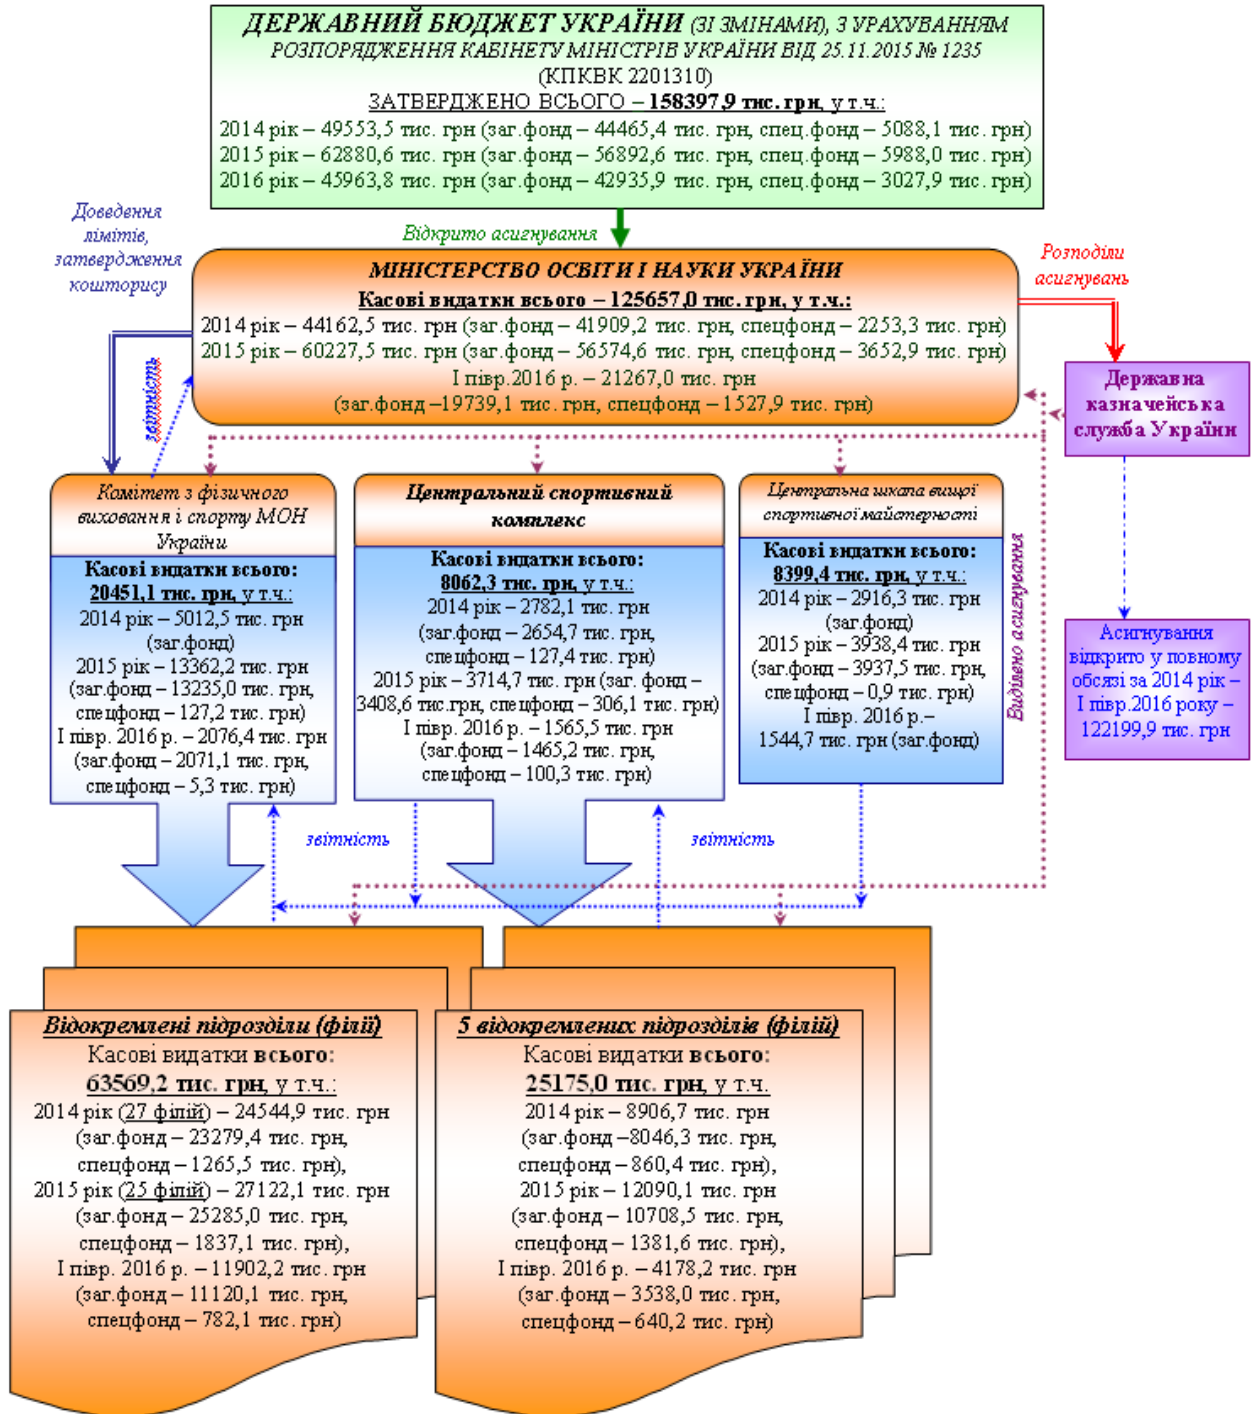 ДЕРЖАВНИЙ БЮДЖЕТ УКРАЇНИ (ЗІ ЗМІНАМИ), З УРАХУВАННЯМ
РОЗПОРЯДЖЕННЯ КАБІНЕТУ МІНІСТРІВ УКРАЇНИ ВІД 25.11.2015 № 1235
(КПКВК 2201310)
ЗАТВЕРДЖЕНО ВСЬОГО – 158397,9 тис. грн, у т.ч.:
2014 рік – 49553,5 тис. грн (заг.фонд – 44465,4 тис. грн, спец.фонд – 5088,1 тис. грн)
2015 рік – 62880,6 тис. грн (заг.фонд – 56892,6 тис. грн, спец.фонд – 5988,0 тис. грн)
2016 рік – 45963,8 тис. грн (заг.фонд – 42935,9 тис. грн, спец.фонд – 3027,9 тис. грн)
Доведення
лімітів,
затвердження
кошторису
Відкрито асигнування
Розподіли
асигнувань
МІНІСТЕРСТВО ОСВІТИ І НАУКИ УКРАЇНИ
Касові видатки всього – 125657,0 тис. грн, у т.ч.:
2014 рік – 44162,5 тис. грн (заг.фонд – 41909,2 тис. грн, спецфонд – 2253,3 тис. грн)
2015 рік – 60227,5 тис. грн (заг.фонд – 56574,6 тис. грн, спецфонд – 3652,9 тис. грн)
І півр.2016 р. – 21267,0 тис. грн
(заг.фонд –19739,1 тис. грн, спецфонд – 1527,9 тис. грн)
звітність
Державна
казначейська
служба України
Комітет з фізичного
виховання і спорту МОН
України
Касові видатки всього:
20451,1 тис. грн, у т.ч.:
2014 рік – 5012,5 тис. грн
(заг.фонд)
2015 рік – 13362,2 тис. грн
(заг.фонд – 13235,0 тис. грн,
спецфонд – 127,2 тис. грн)
І півр. 2016 р. – 2076,4 тис. грн
(заг.фонд – 2071,1 тис. грн,
спецфонд – 5,3 тис. грн)
Центральний спортивний
комплекс
Касові видатки всього:
8062,3 тис. грн, у т.ч.:
2014 рік – 2782,1 тис. грн
(заг.фонд – 2654,7 тис. грн,
спецфонд – 127,4 тис. грн)
2015 рік – 3714,7 тис. грн (заг. фонд –
3408,6 тис.грн, спецфонд – 306,1 тис. грн)
І півр. 2016 р. – 1565,5 тис. грн
(заг.фонд – 1465,2 тис. грн,
спецфонд – 100,3 тис. грн)
Центральна школа вищої
спортивної майстерності
Касові видатки всього:
8399,4 тис. грн, у т.ч.:
2014 рік – 2916,3 тис. грн
(заг.фонд)
2015 рік – 3938,4 тис. грн
(заг.фонд – 3937,5 тис. грн,
спецфонд – 0,9 тис. грн)
І півр. 2016 р.–
1544,7 тис. грн (заг.фонд)
Виділено асигнування
Асигнування
відкрито у повному
обсязі за 2014 рік –
І півр.2016 року –
122199,9 тис. грн
звітність
звітність
Відокремлені підрозділи (філії)
Касові видатки всього:
63569,2 тис. грн, у т.ч.:
2014 рік (27 філій) – 24544,9 тис. грн
(заг.фонд – 23279,4 тис. грн,
спецфонд – 1265,5 тис. грн),
2015 рік (25 філій) – 27122,1 тис. грн
(заг.фонд – 25285,0 тис. грн,
спецфонд – 1837,1 тис. грн),
І півр. 2016 р. – 11902,2 тис. грн
(заг.фонд – 11120,1 тис. грн,
спецфонд – 782,1 тис. грн)
5 відокремлених підрозділів (філій)
Касові видатки всього:
25175,0 тис. грн, у т.ч.
2014 рік – 8906,7 тис. грн
(заг.фонд –8046,3 тис. грн,
спецфонд – 860,4 тис. грн),
2015 рік – 12090,1 тис. грн
(заг.фонд – 10708,5 тис. грн,
спецфонд – 1381,6 тис. грн),
І півр. 2016 р. – 4178,2 тис. грн
(заг.фонд – 3538,0 тис. грн,
спецфонд – 640,2 тис. грн)